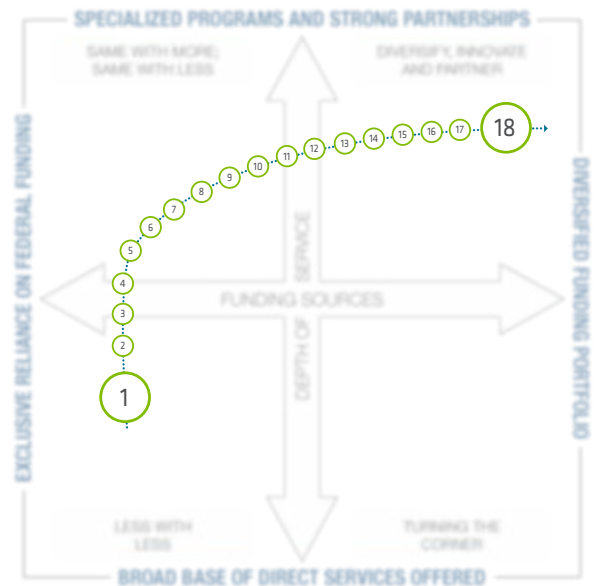 SPECIALIZED PROGRAMS AND STRONG PARTNERSHIPS
SAME WITH MORE;
SAME WITH LESS
DIVERSIFY, INNOVATE
AND PARTNER
EXCLUSIVE RELIANCE ON FEDERAL FUNDING
DIVERSIFIED FUNDING PORTFOLIO
18
17
16
15
14
13
12
11
10
9
8
7
6
5
4
3
2
1
FUNDING SOURCES
DEPTH OF SERVICE
LESS WITH
LESS
TURNING THE
CORNER
BROAD BASE OF DIRECT SERVICES OFFERED